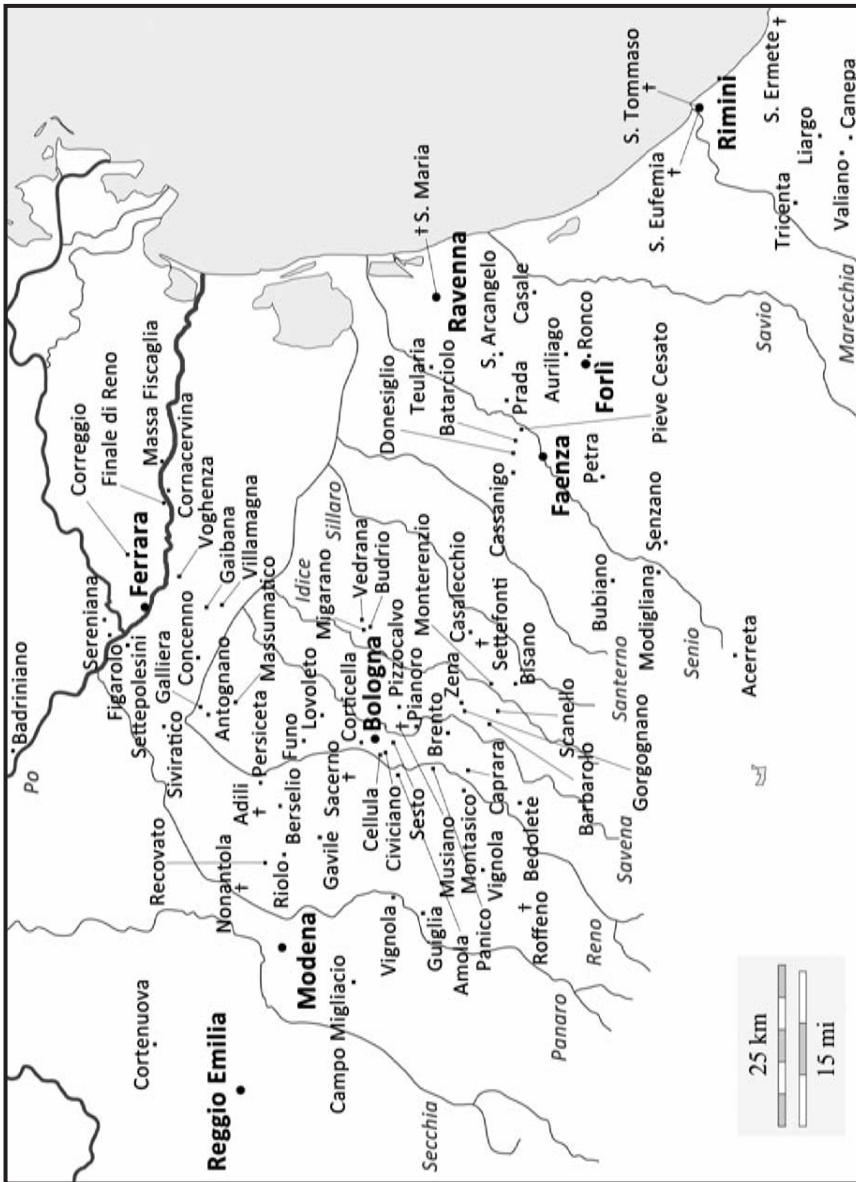 Badriniano
Po
Sereniana
Figarolo
Settepolesini
Ferrara
Correggio
Finale di Reno
Massa Fiscaglia
Cornacervina
Voghenza
Gaibana
Villamagna
Galliera
Concenno
Siviratico
Antognano
Massumatico
Cortenuova
Recovato
Nonantola
Adili
†
Persiceta
†
Reggio Emilia
Modena
Riolo
Berselio
Funo
Lovoleto
Idice
Sillaro
Campo Migliacio
Gavile
Sacerno
†
Corticella
Migarano
Vedrana
Budrio
Bologna
Cellula
Civiciano
Sesto
Pizzocalvo
†
Pianoro
Monterenzio
Vignola
Guiglia
Amola
Panico
Musiano
Montasico
Brento
Zena
Casalecchio
†
Settefonti
Bisano
Secchia
Vignola
Caprara
†
Roffeno
Bedolete
Barbarolo
Scanello
Gorgognano
Panaro
Reno
Savena
Donesiglio
Teularia
Batarciolo
† S. Maria
Ravenna
S. Arcangelo
Casale
Prada
Auriliago
Ronco
Forlì
Cassanigo
Faenza
Petra
Pieve Cesato
Bubiano
Senzano
Santerno
Modigliana
Senio
Acerreta
S. Tommaso
†
S. Eufemia
†
Rimini
S. Ermete †
Savio
Tricenta
Liargo
Marecchia
Valiano
Canepa
25 km
15 mi